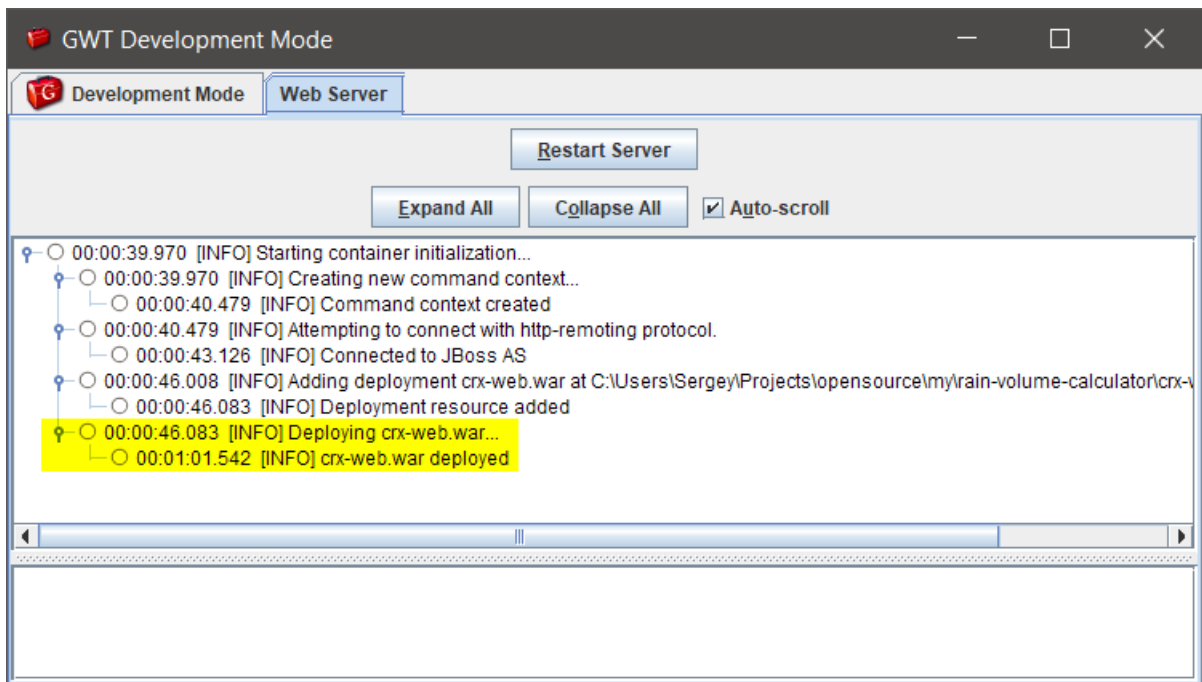 GWT Development Mode
Development Mode
Web Server
Restart Server
Expand All
Collapse All
Auto-scroll
00:00:39.970 [INFO] Starting container initialization...
00:00:39.970 [INFO] Creating new command context...
00:00:40.479 [INFO] Command context created
00:00:40.479 [INFO] Attempting to connect with http-remoting protocol.
00:00:43.126 [INFO] Connected to JBoss AS
00:00:46.008 [INFO] Adding deployment crx-web.war at C:\Users\Sergey\Projects\opensource\my\rain-volume-calculator\crx-
00:00:46.083 [INFO] Deployment resource added
00:00:46.083 [INFO] Deploying crx-web.war...
00:01:01.542 [INFO] crx-web.war deployed